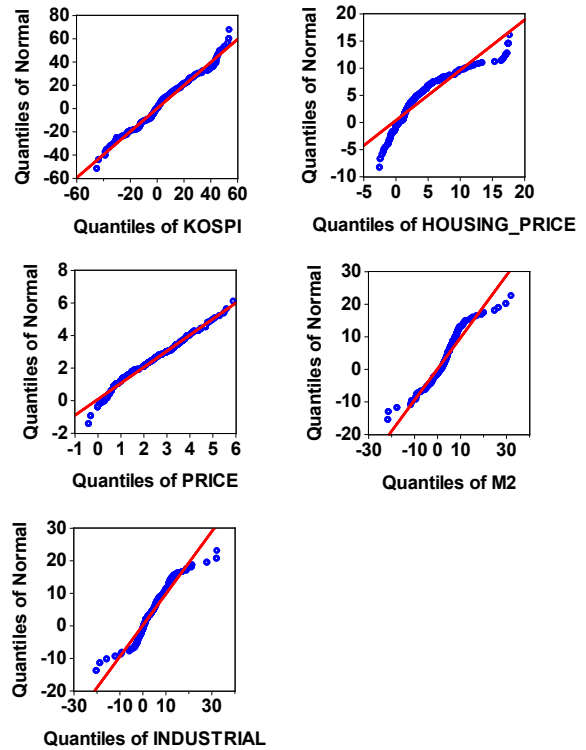 Quantiles of Normal
80
60
40
20
0
-20
-40
-60
-60 -40 -20 0 20 40 60
Quantiles of KOSPI
Quantiles of Normal
20
15
10
5
0
-5
-10
-5 0 5 10 15 20
Quantiles of HOUSING_PRICE
Quantiles of Normal
8
6
4
2
0
-2
-1 0 1 2 3 4 5 6
Quantiles of PRICE
Quantiles of Normal
30
20
10
0
-10
-20
-30 -20 -10 0 10 20 30 40
Quantiles of M2
Quantiles of Normal
30
20
10
0
-10
-20
-30 -10 0 10 30
Quantiles of INDUSTRIAL